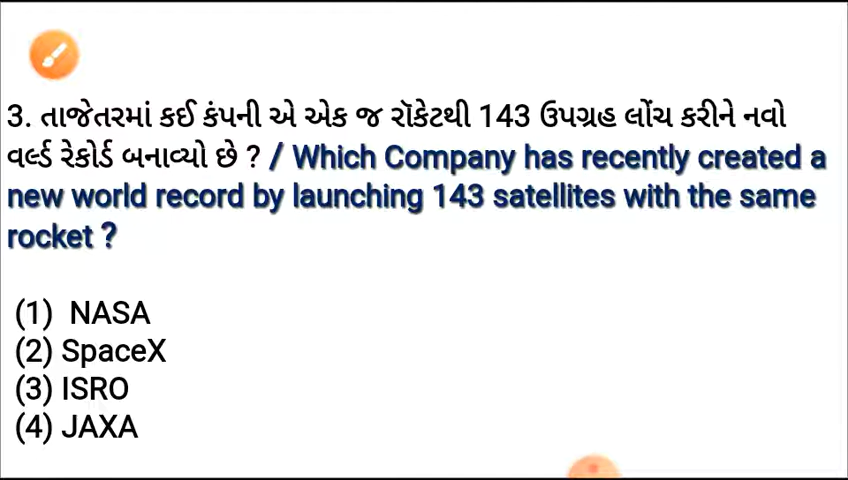 3. તાજેતરમાં કઈ કંપની એ એક જ રૉકેટથી 143 ઉપગ્રહ લોંચ કરીને નવો
વર્લ્ડ રેકોર્ડ બનાવ્યો છે ? / Which Company has recently created a
new world record by launching 143 satellites with the same
rocket ?
(1) NASA
(2) SpaceX
(3) ISRO
(4) JAXA